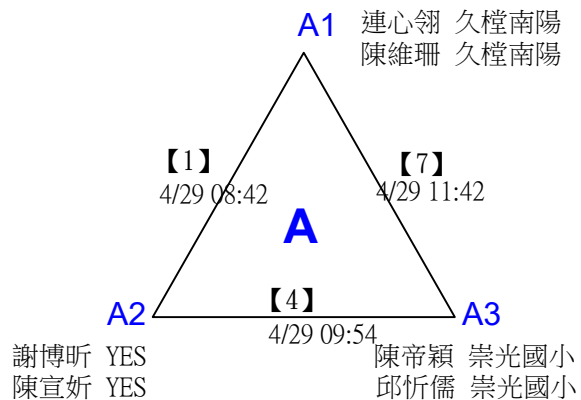 A1
連心翎 久樘南陽
陳維珊 久樘南陽
【1】
4/29 08:42
【7】
4/29 11:42
A
A2
【4】
4/29 09:54
A3
謝博昕 YES
陳宣妡 YES
陳帝穎 崇光國小
邱忻儒 崇光國小